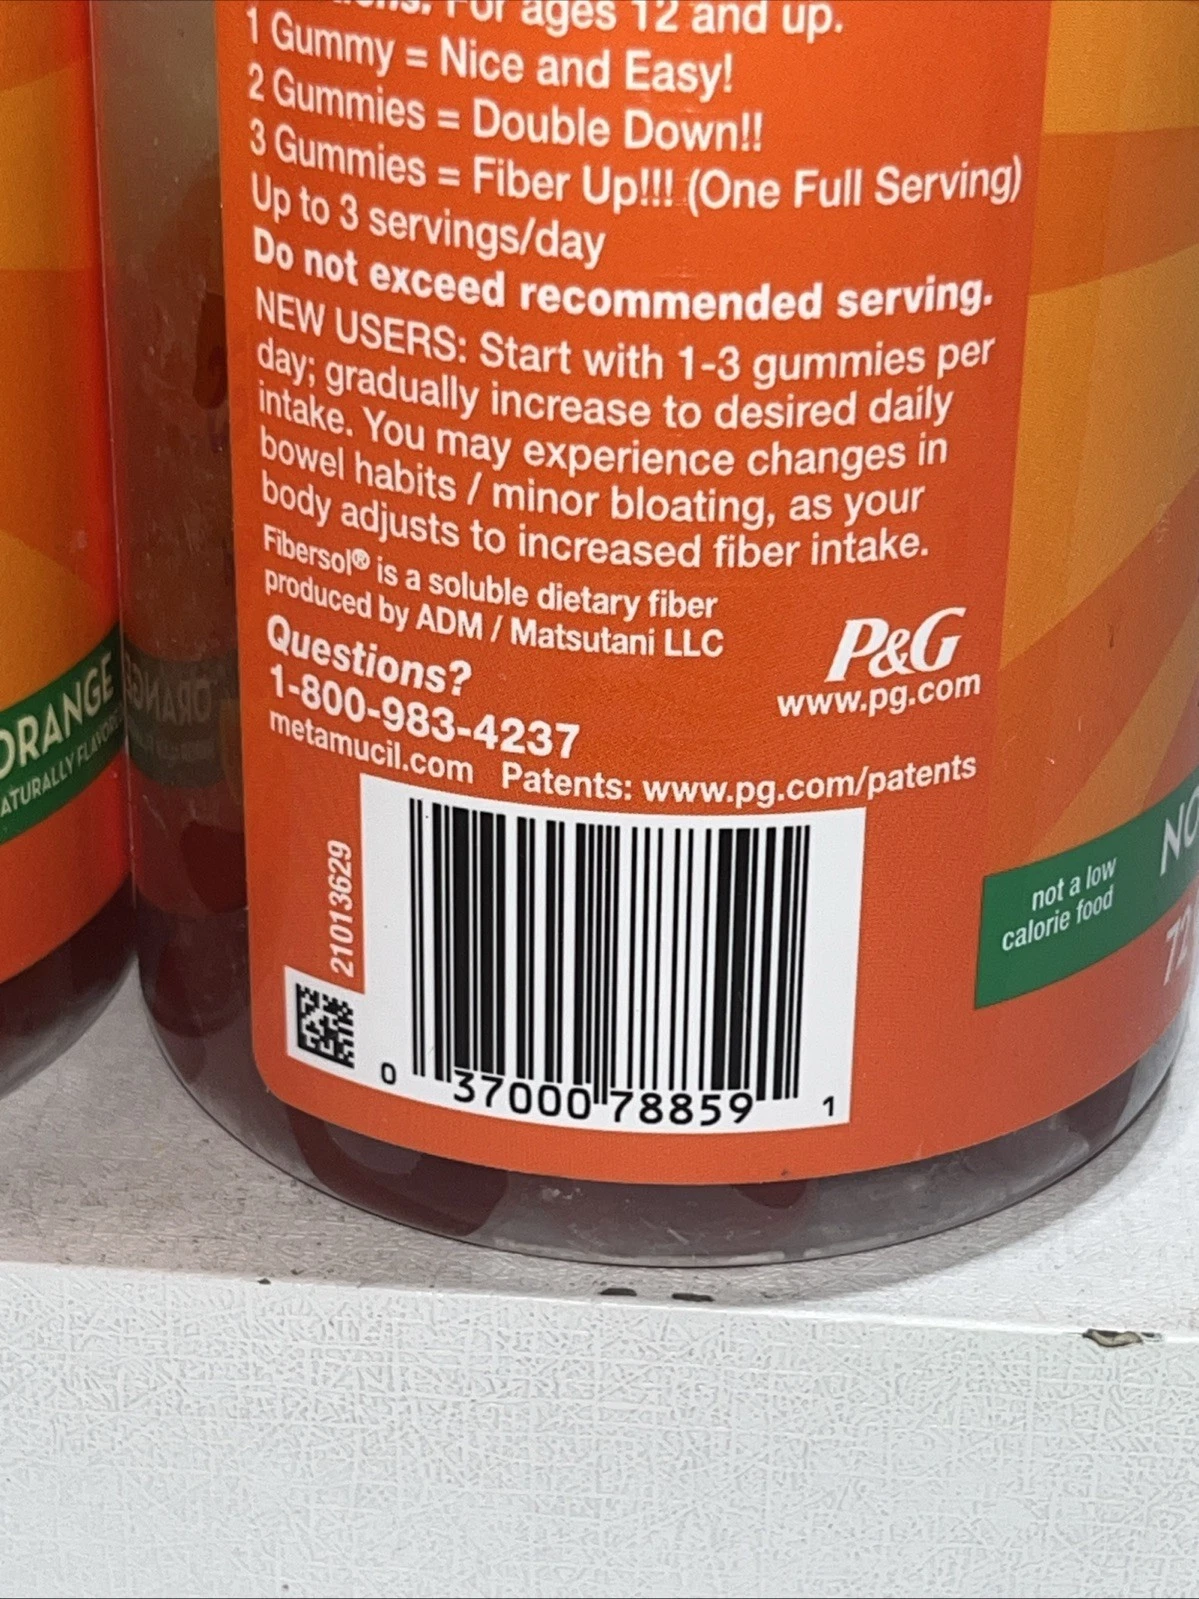 For ages 12 and up.
1 Gummy = Nice and Easy!
2 Gummies = Double Down!!
3 Gummies = Fiber Up!!! (One Full Serving)
Up to 3 servings/day
Do not exceed recommended serving.
NEW USERS: Start with 1-3 gummies per
day; gradually increase to desired daily
intake. You may experience changes in
bowel habits / minor bloating, as your
body adjusts to increased fiber intake.
Fibersol® is a soluble dietary fiber
produced by ADM / Matsutani LLC
P&G
www.pg.com
Questions?
1-800-983-4237
metamucil.com Patents: www.pg.com/patents
21013629
0 37000 78859 1
not a low
calorie food
72
ORANGE